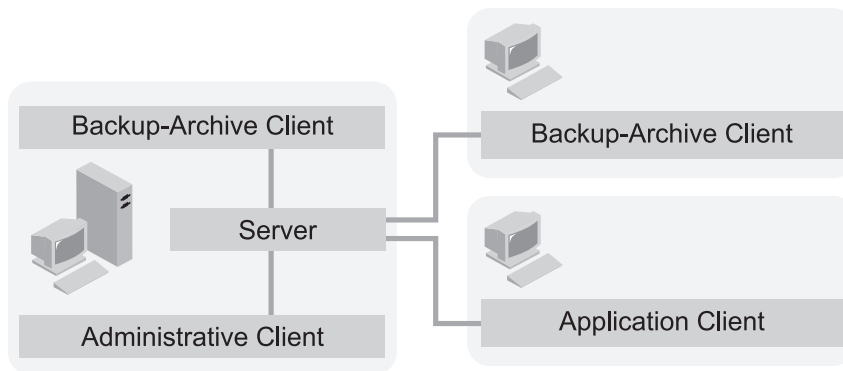 Backup-Archive Client
Server
Administrative Client
Backup-Archive Client
Application Client